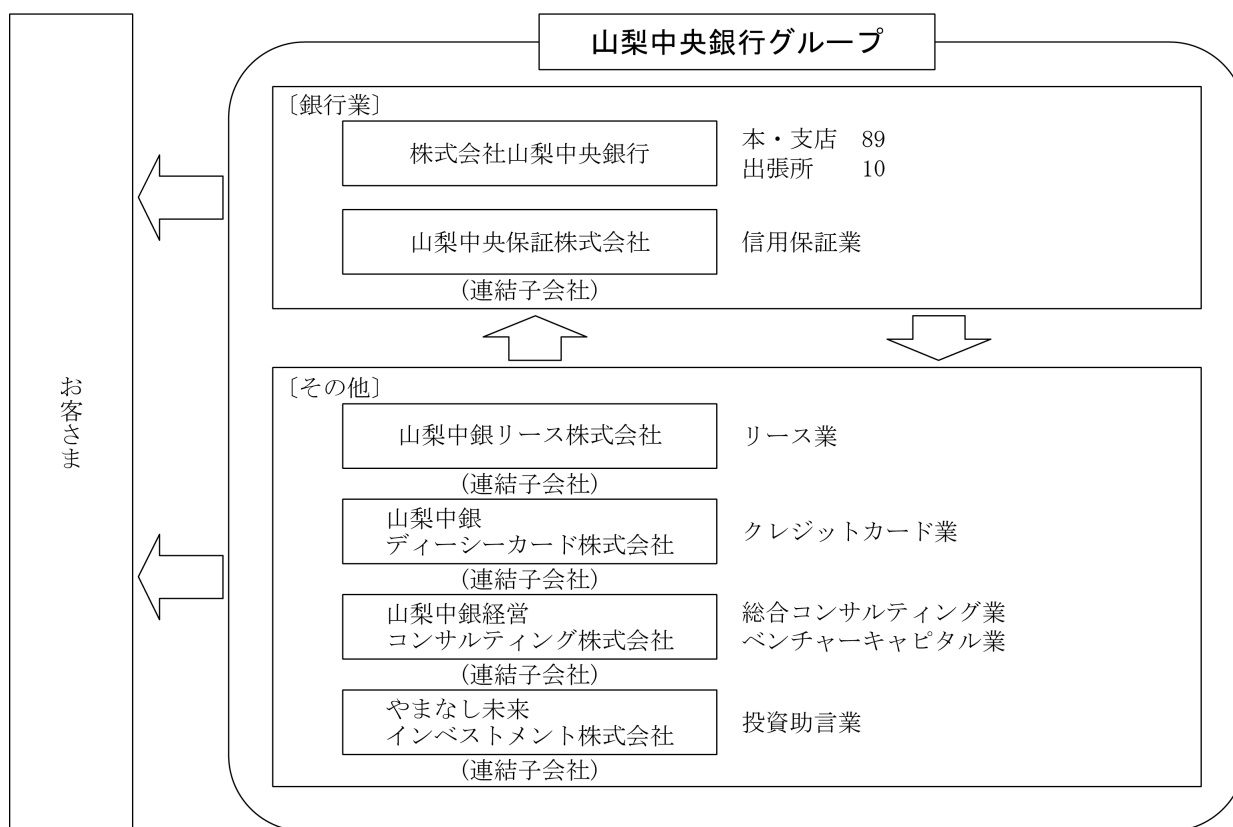 山梨中央銀行グループ
〔銀行業〕
株式会社山梨中央銀行
本・支店 89
出張所 10
山梨中央保証株式会社
信用保証業
(連結子会社)
お客さま
〔その他〕
山梨中銀リース株式会社
リース業
(連結子会社)
山梨中銀
ディーシーカード株式会社
クレジットカード業
(連結子会社)
山梨中銀経営
コンサルティング株式会社
総合コンサルティング業
ベンチャーキャピタル業
(連結子会社)
やまなし未来
インベストメント株式会社
投資助言業
(連結子会社)